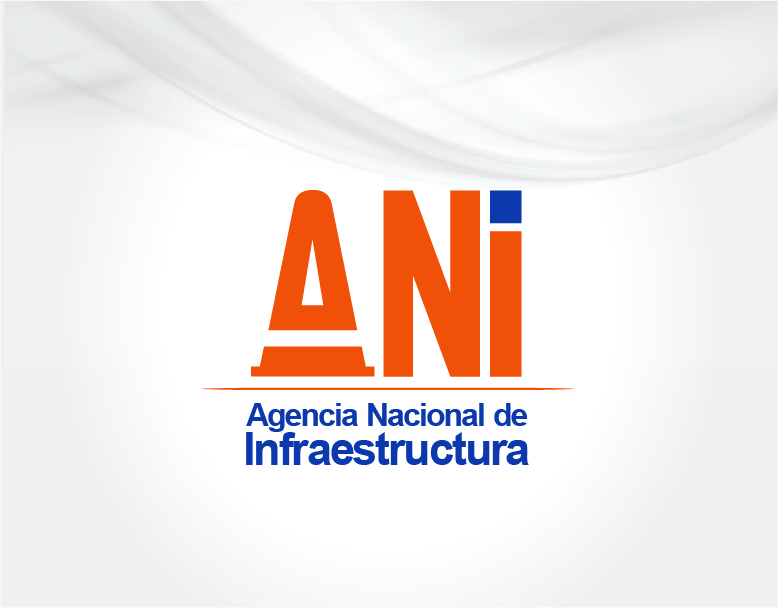 ANi
Agencia Nacional de
Infraestructura